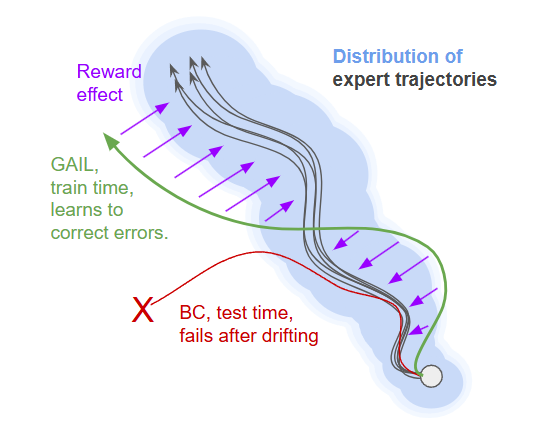 Distribution of
expert trajectories
Reward
effect
GAIL,
train time,
learns to
correct errors.
X
BC, test time,
fails after drifting